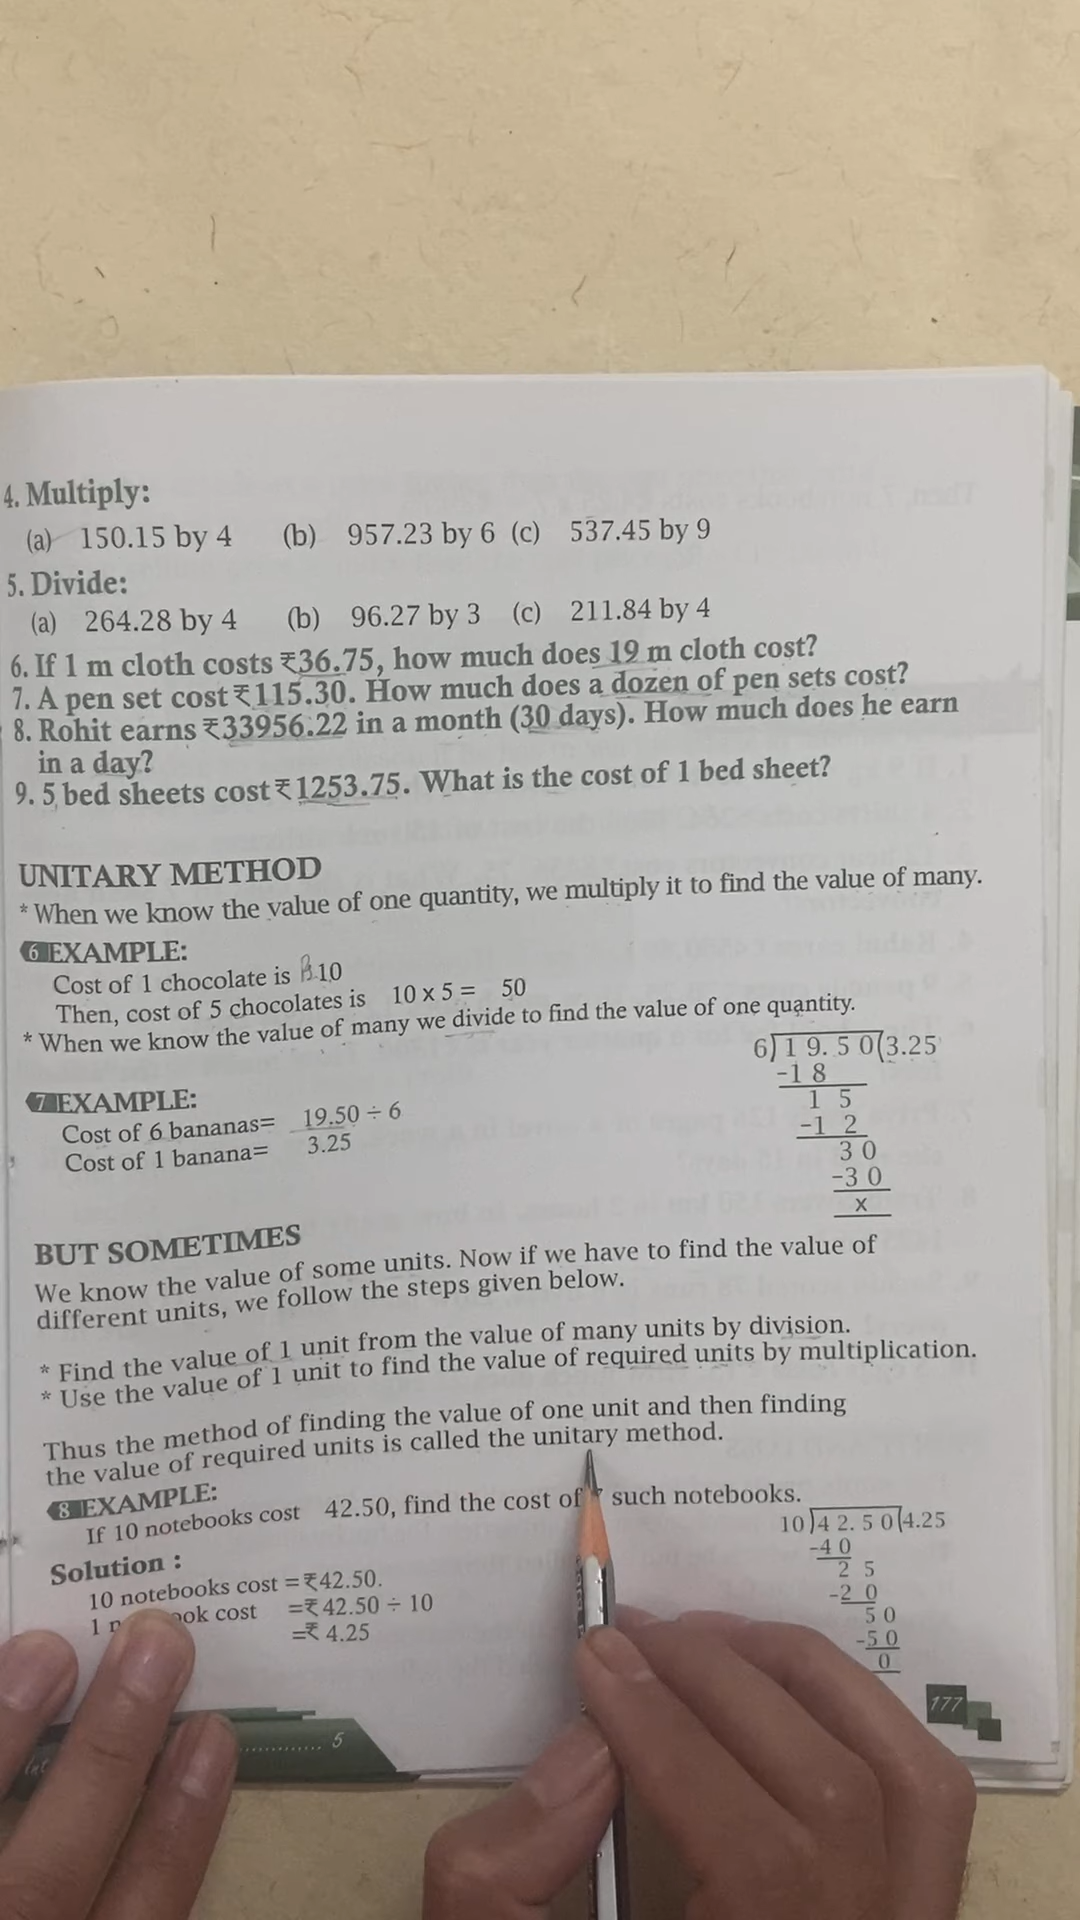 4. Multiply:
(a) 150.15 by 4 (b) 957.23 by 6 (c) 537.45 by 9
5. Divide:
(a) 264.28 by 4 (b) 96.27 by 3 (c) 211.84 by 4
6. If 1 m cloth costs ₹36.75, how much does 19 m cloth cost?
7. A pen set cost ₹115.30. How much does a dozen of pen sets cost?
8. Rohit earns ₹33956.22 in a month (30 days). How much does he earn
in a day?
9. 5 bed sheets cost ₹1253.75. What is the cost of 1 bed sheet?
UNITARY METHOD
* When we know the value of one quantity, we multiply it to find the value of many.
6 EXAMPLE:
Cost of 1 chocolate is 10
Then, cost of 5 chocolates is 10 x 5 = 50
* When we know the value of many we divide to find the value of one quantity.
7 EXAMPLE:
Cost of 6 bananas= 19.50 ÷ 6
Cost of 1 banana= 3.25
6)19.50(3.25
-18
15
-12
30
-30
x
BUT SOMETIMES
We know the value of some units. Now if we have to find the value of
different units, we follow the steps given below.
* Find the value of 1 unit from the value of many units by division.
* Use the value of 1 unit to find the value of required units by multiplication.
Thus the method of finding the value of one unit and then finding
the value of required units is called the unitary method.
8 EXAMPLE:
If 10 notebooks cost 42.50, find the cost of such notebooks.
Solution :
10 notebooks cost =₹42.50.
1 cost =₹42.50 ÷ 10
=₹ 4.25
10)42.50(4.25
-40
25
-20
50
-50
0
177
5